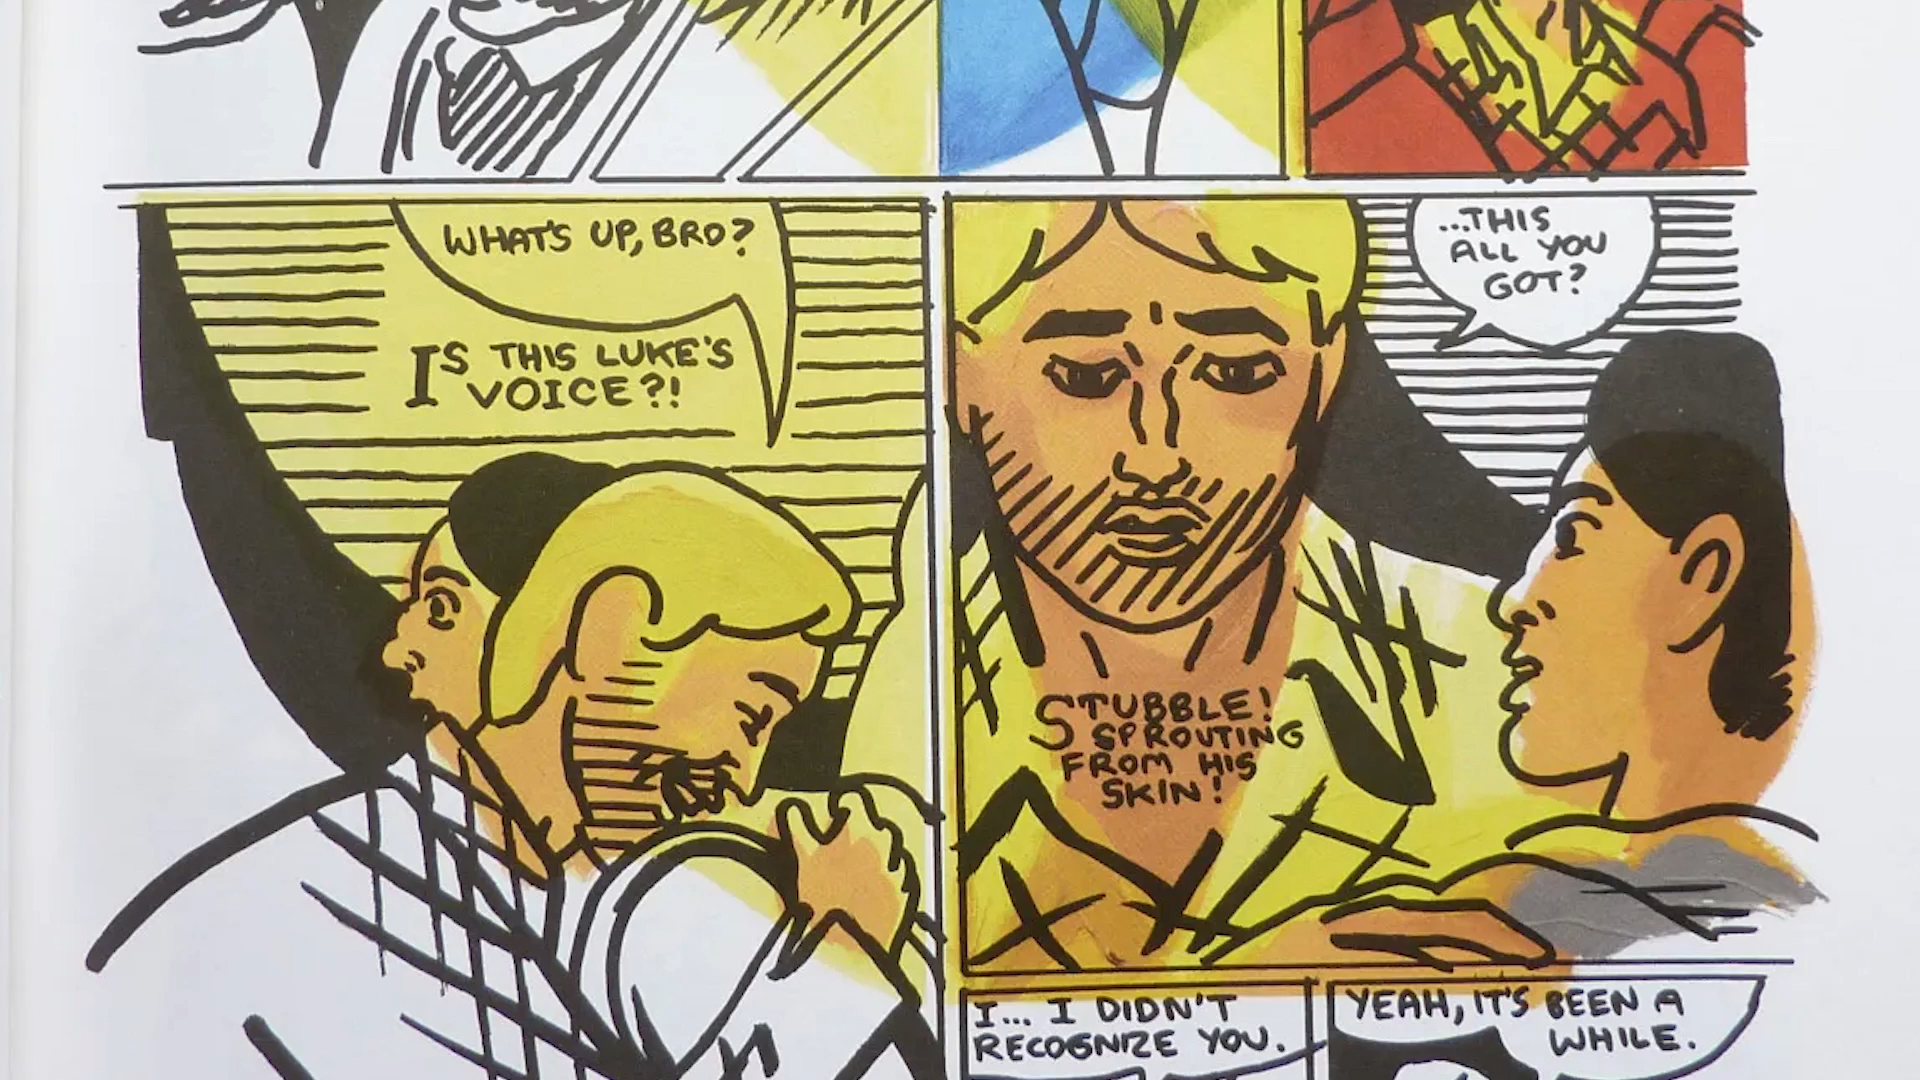 WHAT'S UP, BRO?
IS THIS LUKE'S
VOICE?!
...THIS
ALL YOU
GOT?
STUBBLE!
SPROUTING
FROM HIS
SKIN!
I... I DIDN'T
RECOGNIZE YOU.
YEAH, IT'S BEEN A
WHILE.